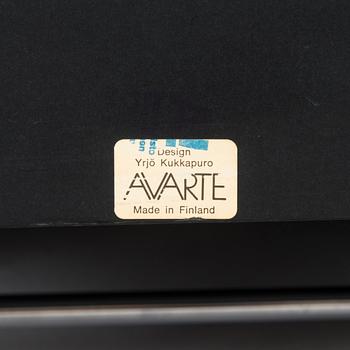 Design
Yrjö Kukkapuro
AVARTE
Made in Finland